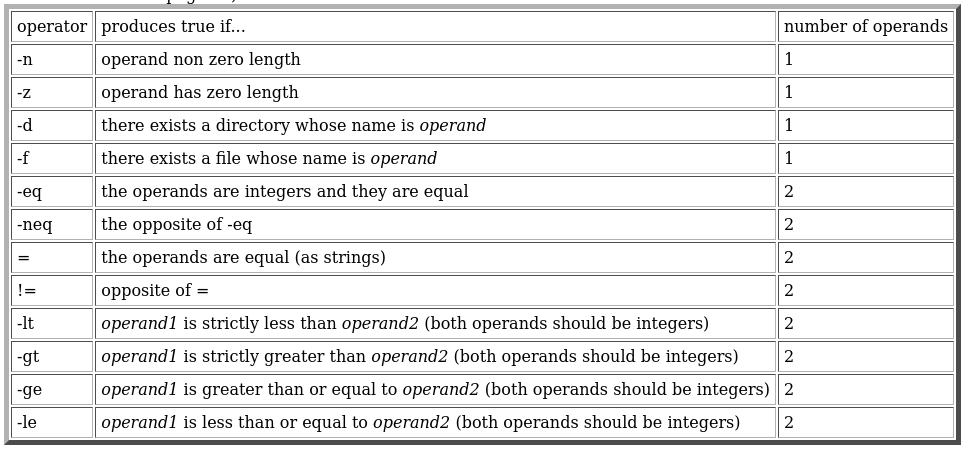 operator produces true if... number of operands
-n operand non zero length 1
-z operand has zero length 1
-d there exists a directory whose name is operand 1
-f there exists a file whose name is operand 1
-eq the operands are integers and they are equal 2
-neq the opposite of -eq 2
= the operands are equal (as strings) 2
!= opposite of = 2
-lt operand1 is strictly less than operand2 (both operands should be integers) 2
-gt operand1 is strictly greater than operand2 (both operands should be integers) 2
-ge operand1 is greater than or equal to operand2 (both operands should be integers) 2
-le operand1 is less than or equal to operand2 (both operands should be integers) 2